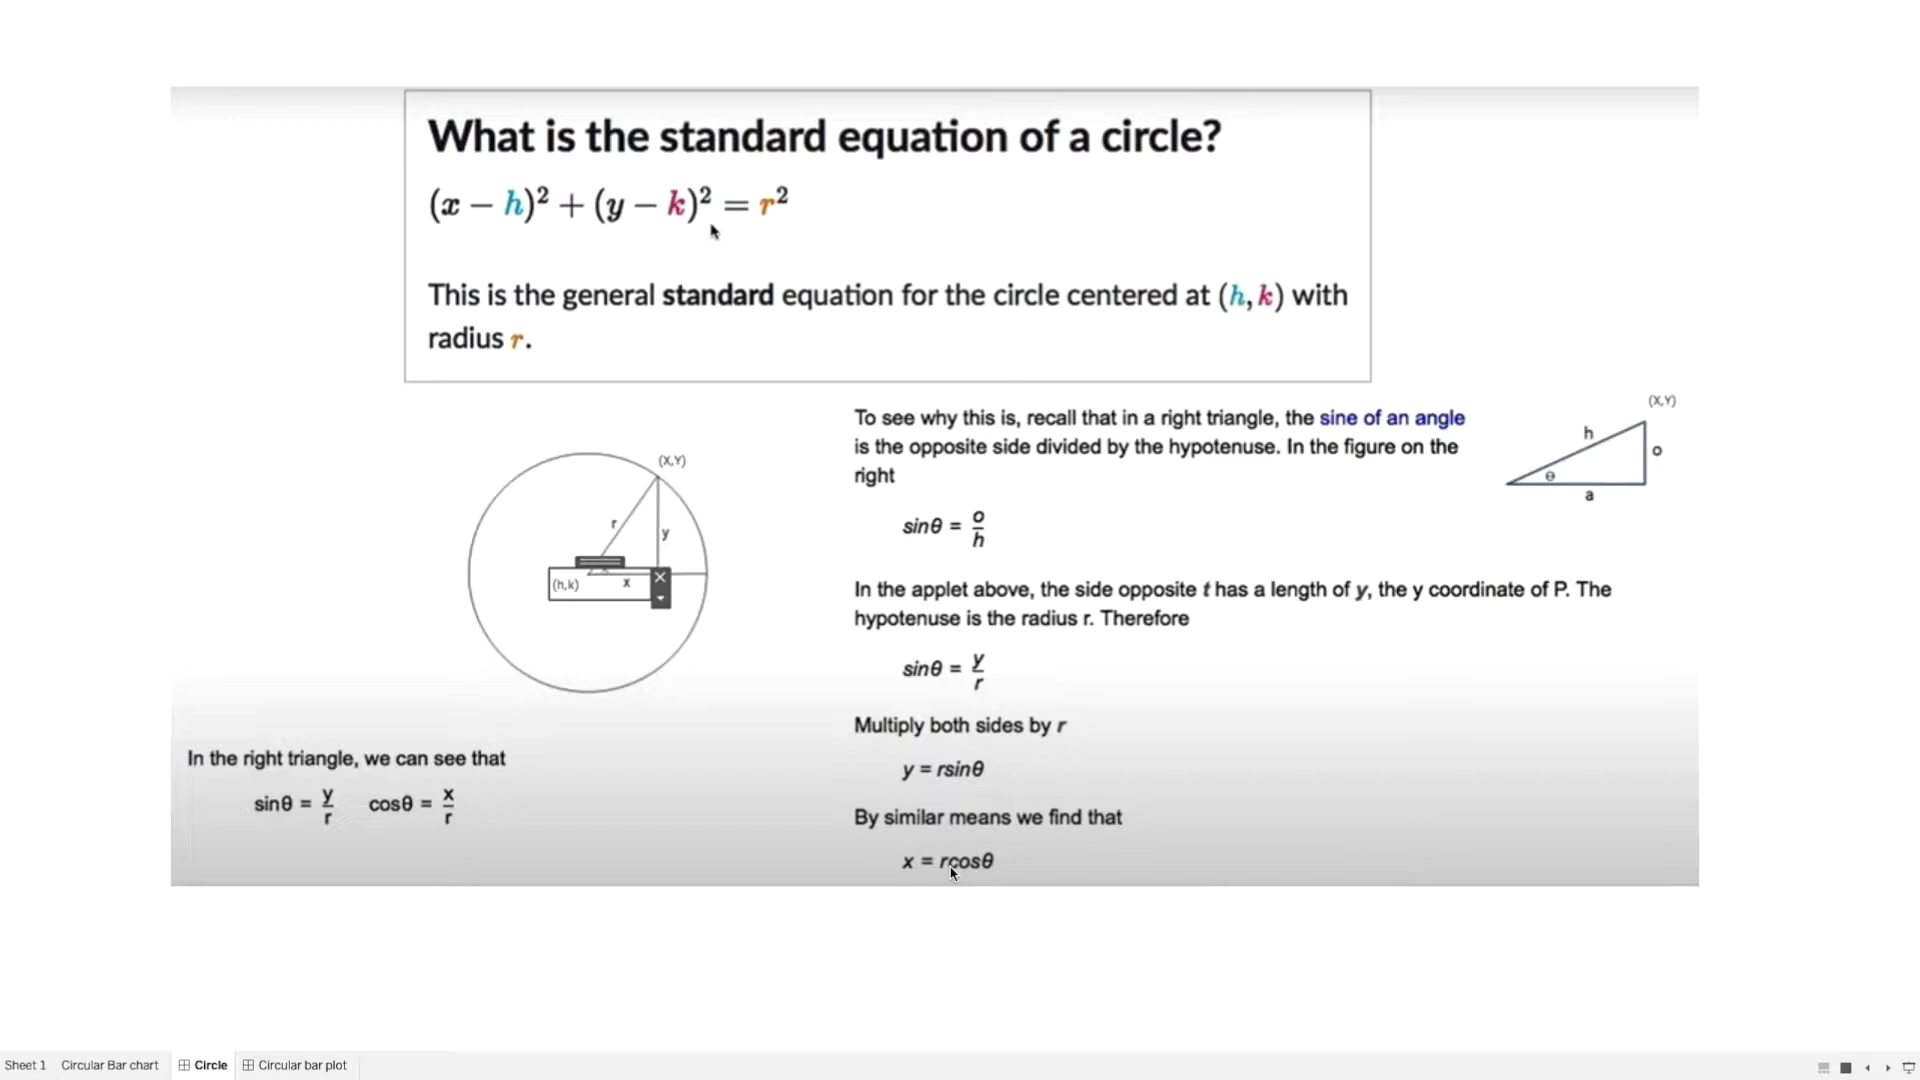 What is the standard equation of a circle?
(x − h)² + (y − k)² = r²
This is the general standard equation for the circle centered at (h, k) with
radius r.
(X,Y)
r
y
(h,k)
x
In the right triangle, we can see that
sinθ = y/r cosθ = x/r
To see why this is, recall that in a right triangle, the sine of an angle
is the opposite side divided by the hypotenuse. In the figure on the
right
(X,Y)
h
o
θ
a
sinθ = o/h
In the applet above, the side opposite t has a length of y, the y coordinate of P. The
hypotenuse is the radius r. Therefore
sinθ = y/r
Multiply both sides by r
y = rsinθ
By similar means we find that
x = rcosθ
Sheet 1 Circular Bar chart Circle Circular bar plot